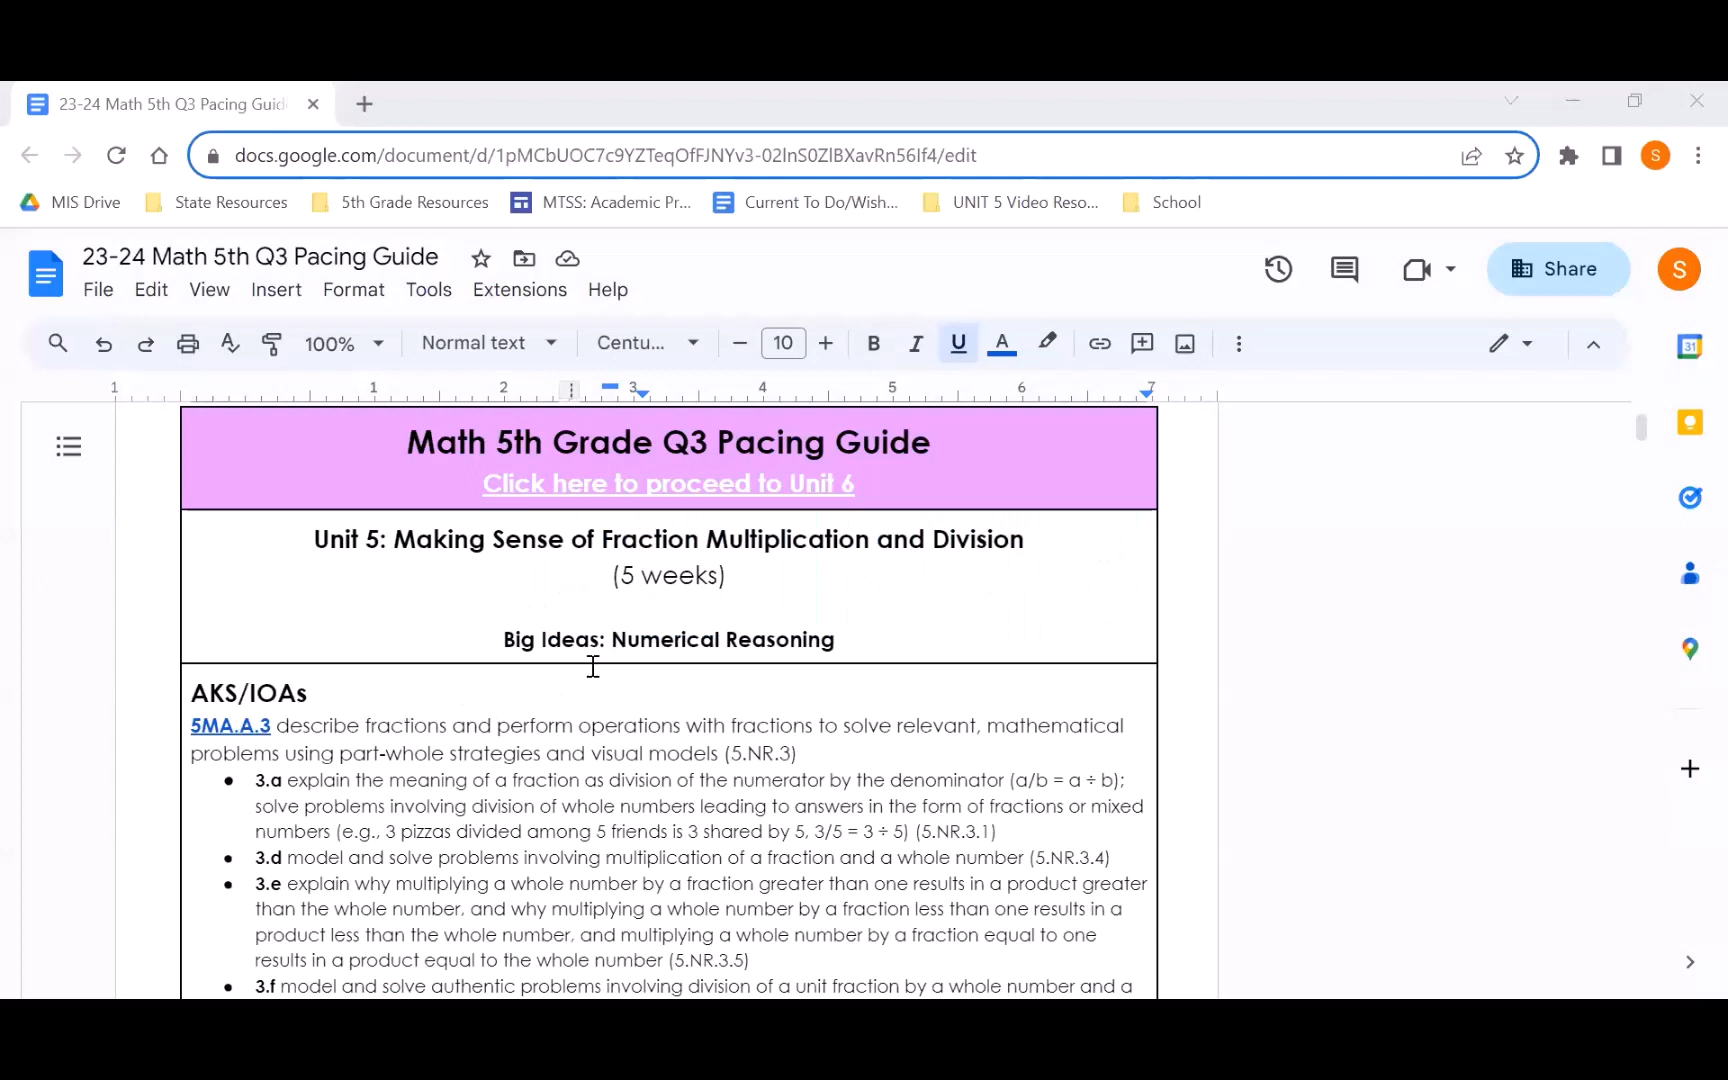 23-24 Math 5th Q3 Pacing Guid
docs.google.com/document/d/1pMCbUOC7c9YZTeqOfFJNYv3-02lnS0ZlBXavRn56If4/edit
S
MIS Drive State Resources 5th Grade Resources MTSS: Academic Pr... Current To Do/Wish... UNIT 5 Video Reso... School
23-24 Math 5th Q3 Pacing Guide
File Edit View Insert Format Tools Extensions Help
Share
S
100% Normal text Centu... 10 B I U A
31
1 1 2 3 4 5 6 7
Math 5th Grade Q3 Pacing Guide
Click here to proceed to Unit 6
Unit 5: Making Sense of Fraction Multiplication and Division
(5 weeks)
Big Ideas: Numerical Reasoning
AKS/IOAs
5MA.A.3 describe fractions and perform operations with fractions to solve relevant, mathematical
problems using part-whole strategies and visual models (5.NR.3)
● 3.a explain the meaning of a fraction as division of the numerator by the denominator (a/b = a ÷ b);
solve problems involving division of whole numbers leading to answers in the form of fractions or mixed
numbers (e.g., 3 pizzas divided among 5 friends is 3 shared by 5, 3/5 = 3 ÷ 5) (5.NR.3.1)
● 3.d model and solve problems involving multiplication of a fraction and a whole number (5.NR.3.4)
● 3.e explain why multiplying a whole number by a fraction greater than one results in a product greater
than the whole number, and why multiplying a whole number by a fraction less than one results in a
product less than the whole number, and multiplying a whole number by a fraction equal to one
results in a product equal to the whole number (5.NR.3.5)
● 3.f model and solve authentic problems involving division of a unit fraction by a whole number and a